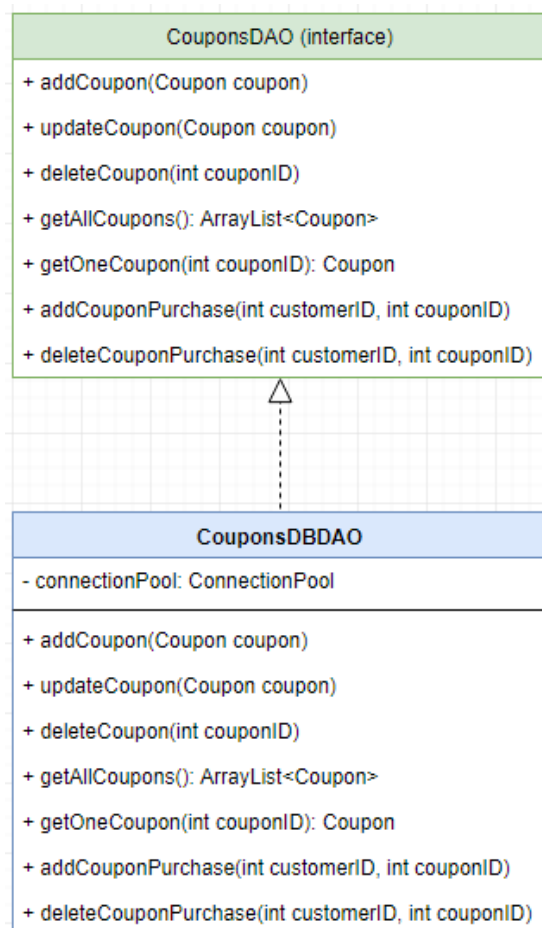 CouponsDAO (interface)
+ addCoupon(Coupon coupon)
+ updateCoupon(Coupon coupon)
+ deleteCoupon(int couponID)
+ getAllCoupons(): ArrayList<Coupon>
+ getOneCoupon(int couponID): Coupon
+ addCouponPurchase(int customerID, int couponID)
+ deleteCouponPurchase(int customerID, int couponID)
CouponsDBDAO
- connectionPool: ConnectionPool
+ addCoupon(Coupon coupon)
+ updateCoupon(Coupon coupon)
+ deleteCoupon(int couponID)
+ getAllCoupons(): ArrayList<Coupon>
+ getOneCoupon(int couponID): Coupon
+ addCouponPurchase(int customerID, int couponID)
+ deleteCouponPurchase(int customerID, int couponID)